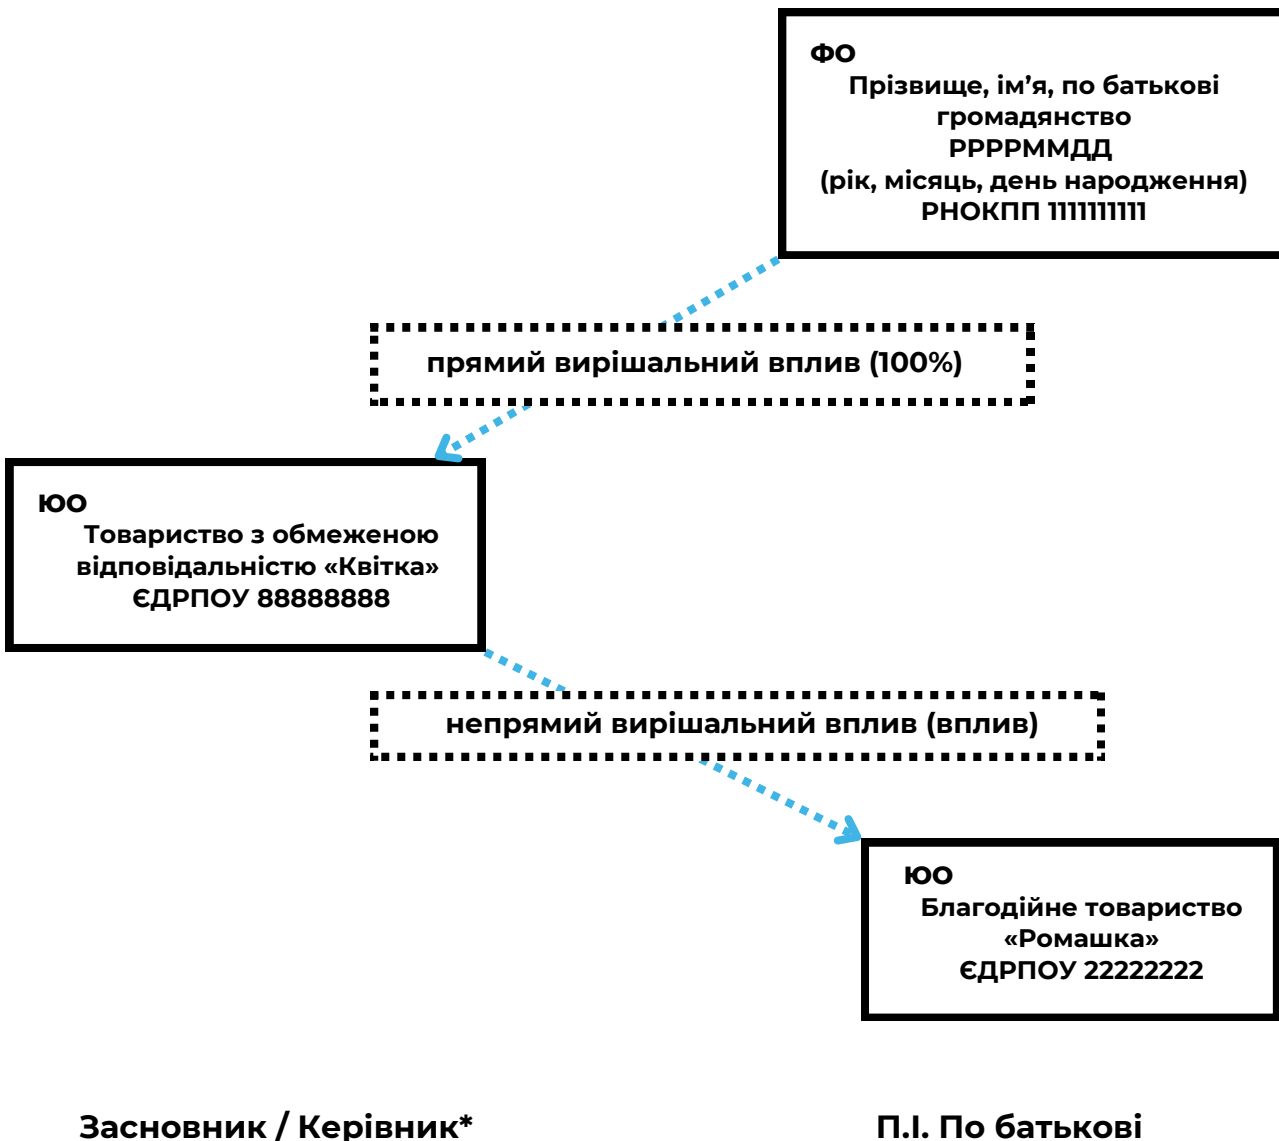 ФО
Прізвище, ім’я, по батькові
громадянство
РРРРММДД
(рік, місяць, день народження)
РНОКПП 1111111111
прямий вирішальний вплив (100%)
ЮО
Товариство з обмеженою
відповідальністю «Квітка»
ЄДРПОУ 88888888
непрямий вирішальний вплив (вплив)
ЮО
Благодійне товариство
«Ромашка»
ЄДРПОУ 22222222
Засновник / Керівник*
П.І. По батькові